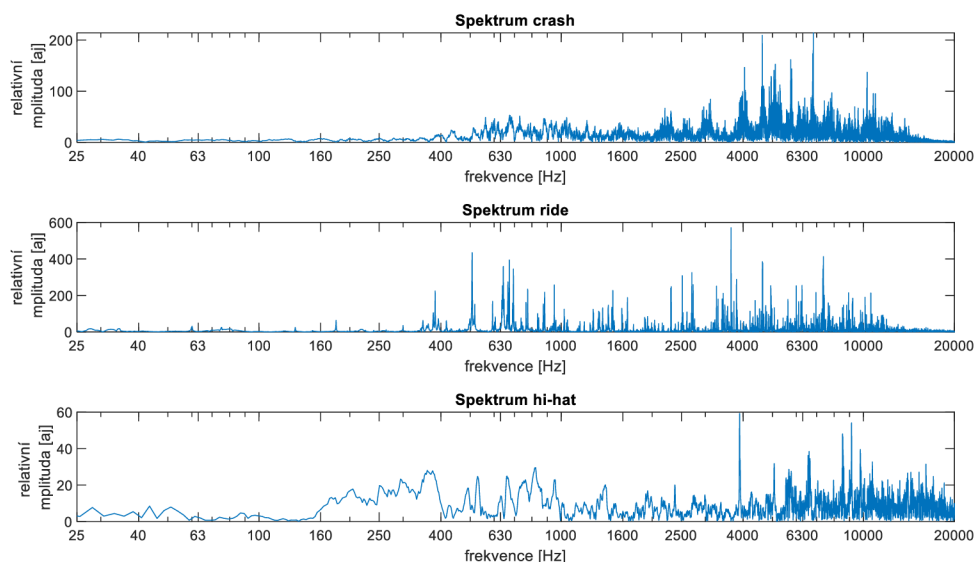 Spektrum crash
relativní
mplituda [aj]
200
100
0
25 40 63 100 160 250 400 630 1000 1600 2500 4000 6300 10000 20000
frekvence [Hz]
Spektrum ride
relativní
mplituda [aj]
600
400
200
0
25 40 63 100 160 250 400 630 1000 1600 2500 4000 6300 10000 20000
frekvence [Hz]
Spektrum hi-hat
relativní
mplituda [aj]
60
40
20
0
25 40 63 100 160 250 400 630 1000 1600 2500 4000 6300 10000 20000
frekvence [Hz]